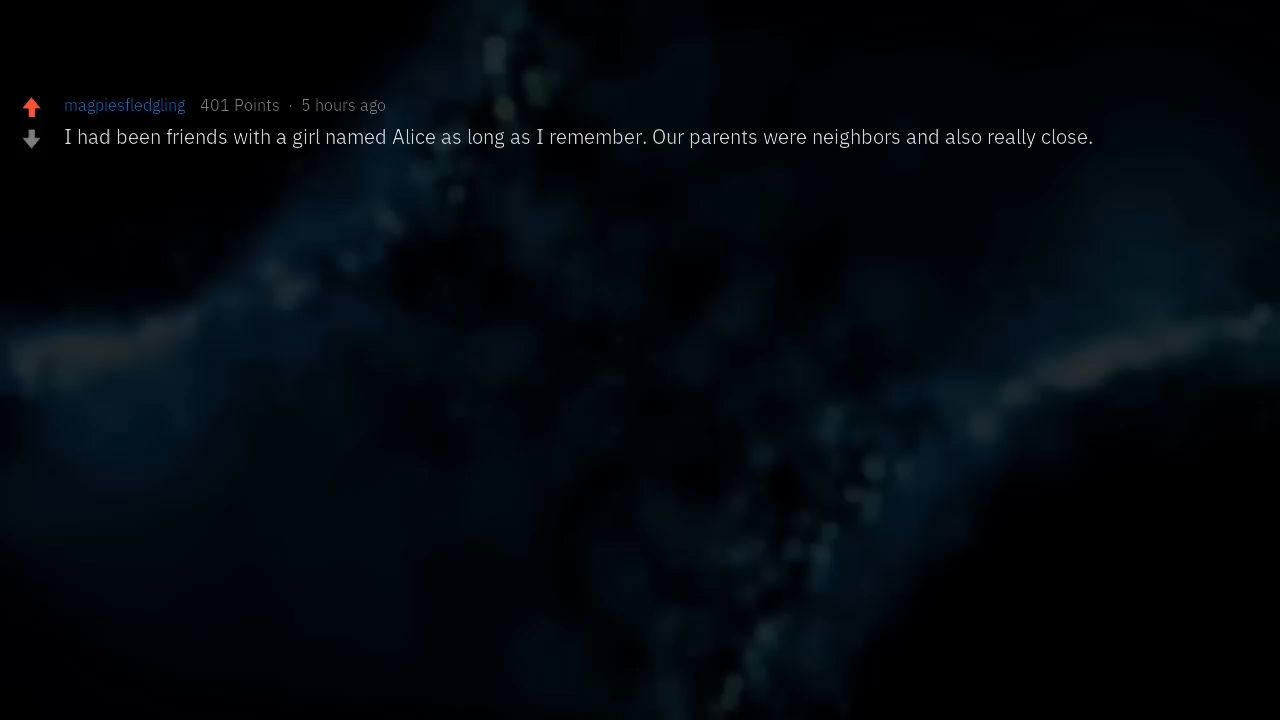 magpiesfledgling 401 Points · 5 hours ago
I had been friends with a girl named Alice as long as I remember. Our parents were neighbors and also really close.